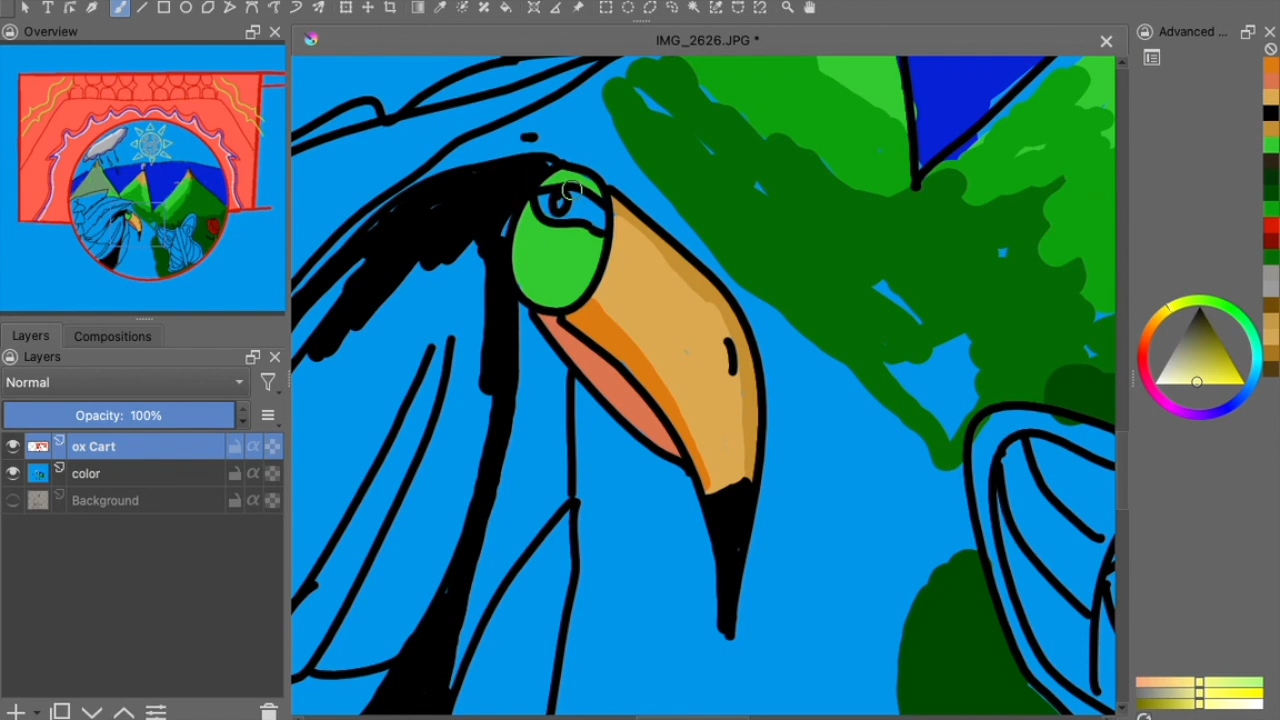 Overview
IMG_2626.JPG *
Advanced ...
Layers
Compositions
Layers
Normal
Opacity: 100%
ox Cart
color
Background